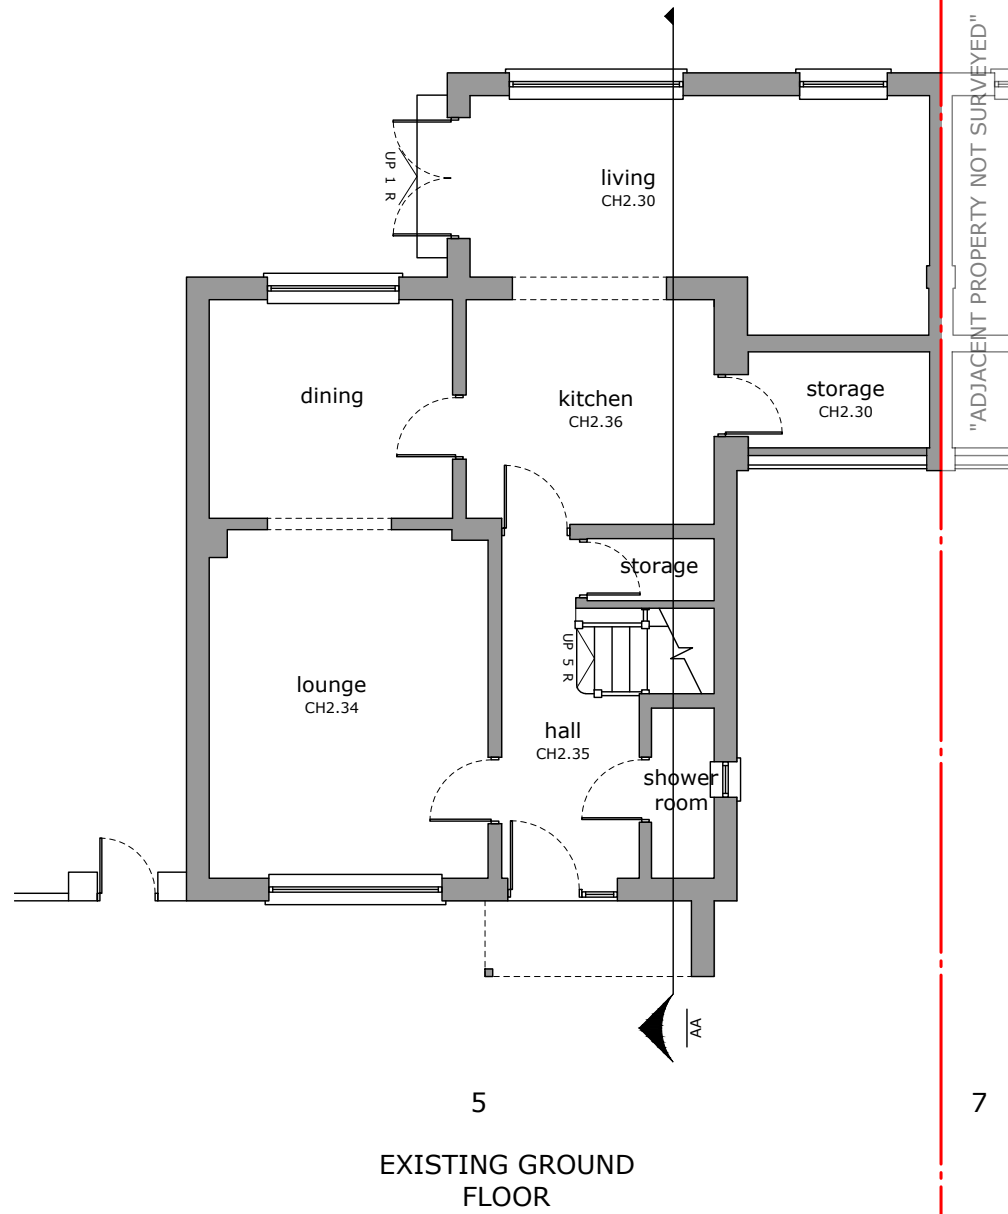 "ADJACENT PROPERTY NOT SURVEYED"
UP 1 R
living
CH2.30
dining
kitchen
CH2.36
storage
CH2.30
storage
UP 5 R
lounge
CH2.34
hall
CH2.35
shower
room
AA
5
7
EXISTING GROUND
FLOOR